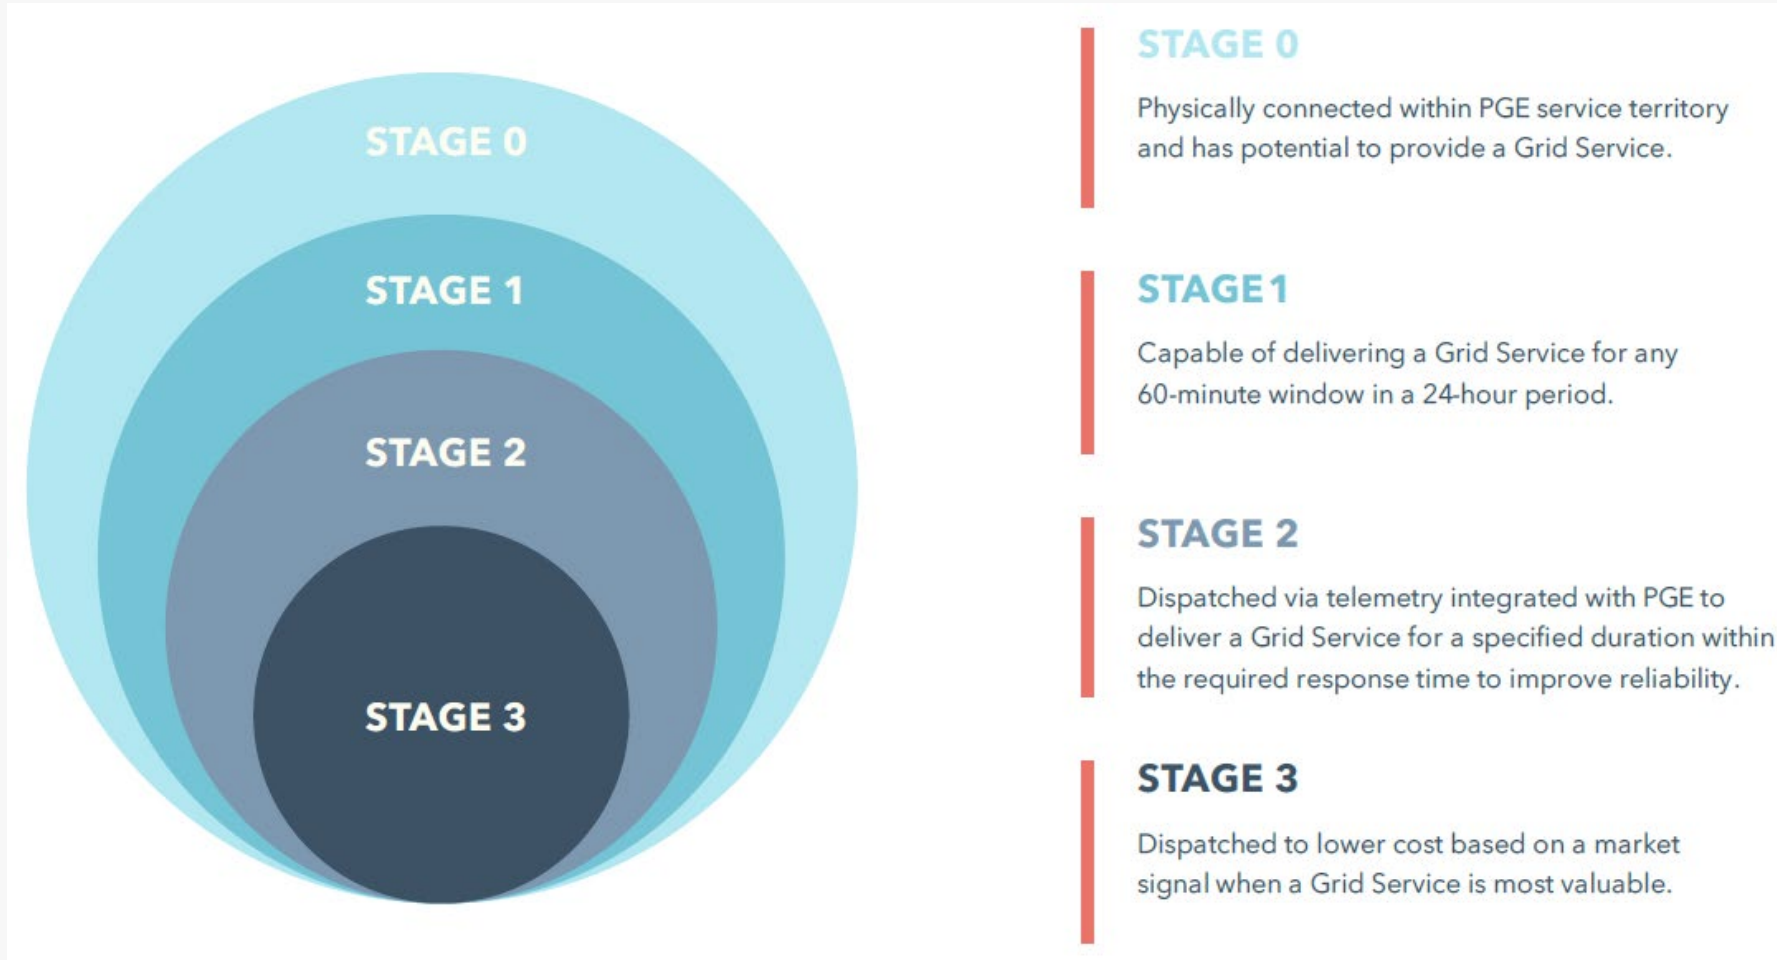 STAGE 0
STAGE 1
STAGE 2
STAGE 3
STAGE 0
Physically connected within PGE service territory
and has potential to provide a Grid Service.
STAGE 1
Capable of delivering a Grid Service for any
60-minute window in a 24-hour period.
STAGE 2
Dispatched via telemetry integrated with PGE to
deliver a Grid Service for a specified duration within
the required response time to improve reliability.
STAGE 3
Dispatched to lower cost based on a market
signal when a Grid Service is most valuable.